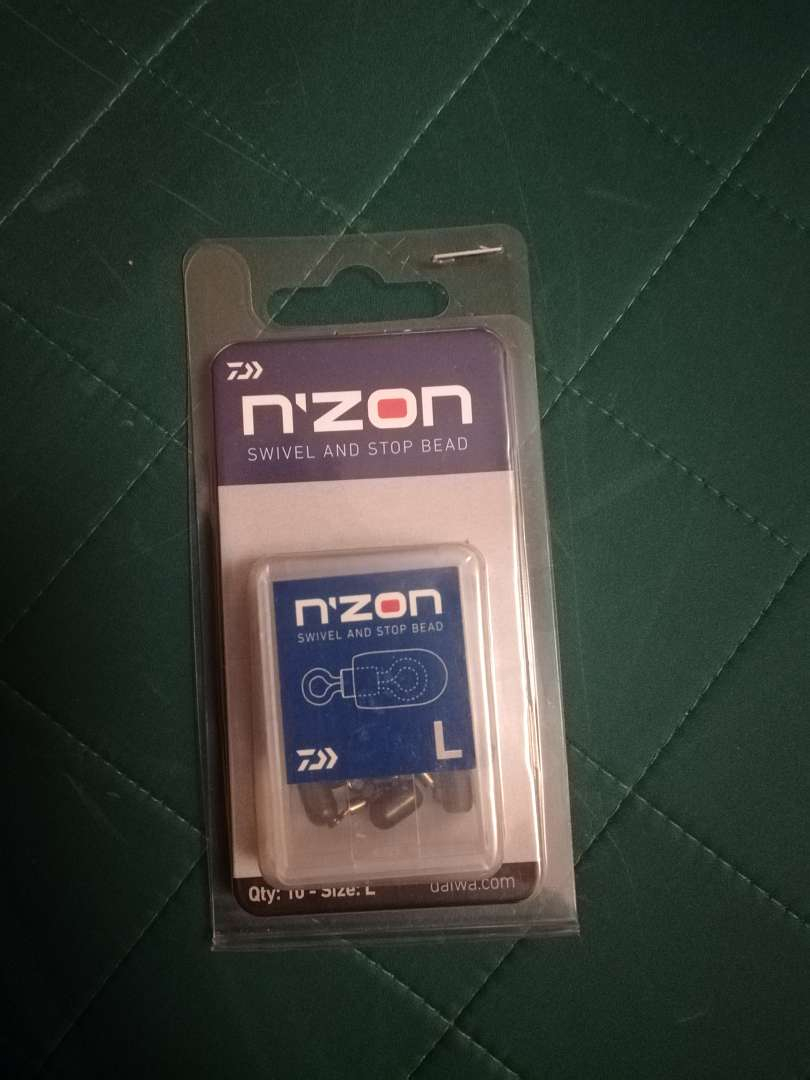 n'zon
SWIVEL AND STOP BEAD
n'zon
SWIVEL AND STOP BEAD
L
Qty: 10 - Size: L
daiwa.com